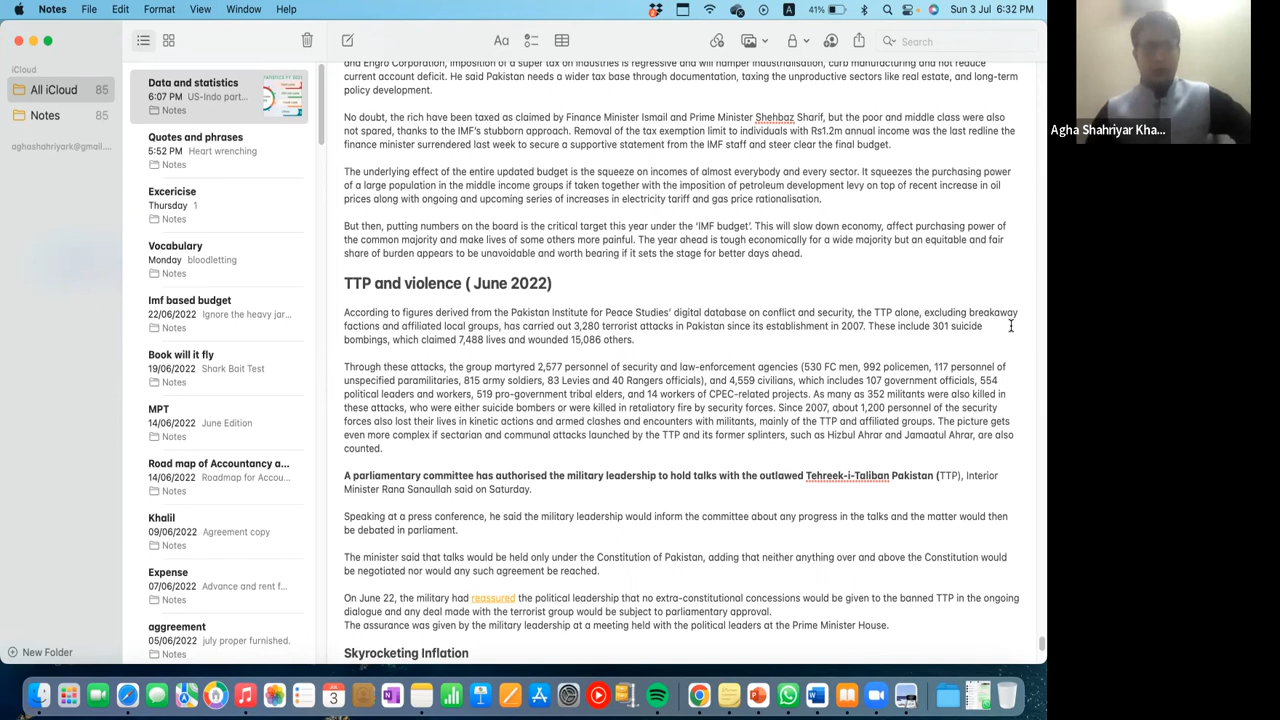 Notes File Edit Format View Window Help
A 41% Sun 3 Jul 6:32 PM
Aa
Search
iCloud
All iCloud 85
Notes 85
aghashahriyark@gmail....
New Folder
Data and statistics
6:07 PM US-Indo part...
Notes
Quotes and phrases
5:52 PM Heart wrenching
Notes
Excericise
Thursday 1
Notes
Vocabulary
Monday bloodletting
Notes
Imf based budget
22/06/2022 Ignore the heavy jar...
Notes
Book will it fly
19/06/2022 Shark Bait Test
Notes
MPT
14/06/2022 June Edition
Notes
Road map of Accountancy a...
14/06/2022 Roadmap for Accou...
Notes
Khalil
09/06/2022 Agreement copy
Notes
Expense
07/06/2022 Advance and rent f...
Notes
aggreement
05/06/2022 july proper furnished.
Notes
and Engro Corporation, imposition of a super tax on industries is regressive and will hamper industrialisation, curb manufacturing and not reduce
current account deficit. He said Pakistan needs a wider tax base through documentation, taxing the unproductive sectors like real estate, and long-term
policy development.
No doubt, the rich have been taxed as claimed by Finance Minister Ismail and Prime Minister Shehbaz Sharif, but the poor and middle class were also
not spared, thanks to the IMF's stubborn approach. Removal of the tax exemption limit to individuals with Rs1.2m annual income was the last redline the
finance minister surrendered last week to secure a supportive statement from the IMF staff and steer clear the final budget.
The underlying effect of the entire updated budget is the squeeze on incomes of almost everybody and every sector. It squeezes the purchasing power
of a large population in the middle income groups if taken together with the imposition of petroleum development levy on top of recent increase in oil
prices along with ongoing and upcoming series of increases in electricity tariff and gas price rationalisation.
But then, putting numbers on the board is the critical target this year under the 'IMF budget'. This will slow down economy, affect purchasing power of
the common majority and make lives of some others more painful. The year ahead is tough economically for a wide majority but an equitable and fair
share of burden appears to be unavoidable and worth bearing if it sets the stage for better days ahead.
TTP and violence ( June 2022)
According to figures derived from the Pakistan Institute for Peace Studies' digital database on conflict and security, the TTP alone, excluding breakaway
factions and affiliated local groups, has carried out 3,280 terrorist attacks in Pakistan since its establishment in 2007. These include 301 suicide
bombings, which claimed 7,488 lives and wounded 15,086 others.
Through these attacks, the group martyred 2,577 personnel of security and law-enforcement agencies (530 FC men, 992 policemen, 117 personnel of
unspecified paramilitaries, 815 army soldiers, 83 Levies and 40 Rangers officials), and 4,559 civilians, which includes 107 government officials, 554
political leaders and workers, 519 pro-government tribal elders, and 14 workers of CPEC-related projects. As many as 352 militants were also killed in
these attacks, who were either suicide bombers or were killed in retaliatory fire by security forces. Since 2007, about 1,200 personnel of the security
forces also lost their lives in kinetic actions and armed clashes and encounters with militants, mainly of the TTP and affiliated groups. The picture gets
even more complex if sectarian and communal attacks launched by the TTP and its former splinters, such as Hizbul Ahrar and Jamaatul Ahrar, are also
counted.
A parliamentary committee has authorised the military leadership to hold talks with the outlawed Tehreek-i-Taliban Pakistan (TTP), Interior
Minister Rana Sanaullah said on Saturday.
Speaking at a press conference, he said the military leadership would inform the committee about any progress in the talks and the matter would then
be debated in parliament.
The minister said that talks would be held only under the Constitution of Pakistan, adding that neither anything over and above the Constitution would
be negotiated nor would any such agreement be reached.
On June 22, the military had reassured the political leadership that no extra-constitutional concessions would be given to the banned TTP in the ongoing
dialogue and any deal made with the terrorist group would be subject to parliamentary approval.
The assurance was given by the military leadership at a meeting held with the political leaders at the Prime Minister House.
Skyrocketing Inflation
Agha Shahriyar Kha...